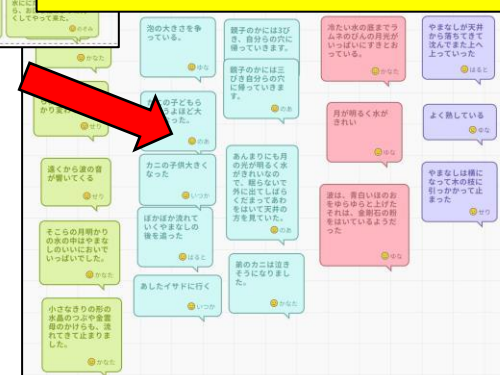 くしてやって来た。
のぞみ
かなた
せり
遠くから波の音
が響いてくる
せり
そこらの月明かり
の水の中はやまな
しのいいにおいで
いっぱいでした。
かなた
小さなきりの形の
水晶のつぶや金雲
母のかけらも、流
れてきて止まりま
した。
かなた
泡の大きさを争
っている。
ゆな
の子どもら
うよほど大
った。
のあ
カニの子供大きく
なった
いつか
ぼかぼか流れて
いくやまなしの
後を追った
はると
あしたイサドに行く
いつか
親子のかには3び
き、自分らの穴に
帰っていきます。
親子のかには三
びき自分らの穴
に帰っていきま
す。
のあ
あんまりにも月
の光が明るく水
がきれいなの
で、眠らないで
外に出てしばら
くだまってあわ
をはいて天井の
方を見ていた。
のあ
弟のカニは泣き
そうになりまし
た。
かなた
冷たい水の底までラ
ムネのびんの月光が
いっぱいにすきとお
っている。
かなた
月が明るく水が
きれい
ゆな
波は、青白いほのお
をゆらゆらと上げた
それは、金剛石の粉
をはいているようだ
った
ゆな
やまなしが天井
から落ちてきて
沈んでまた上へ
上っていった
はると
よく熟している
ゆな
やまなしは横に
なって木の枝に
引っかかって止
まった
せり